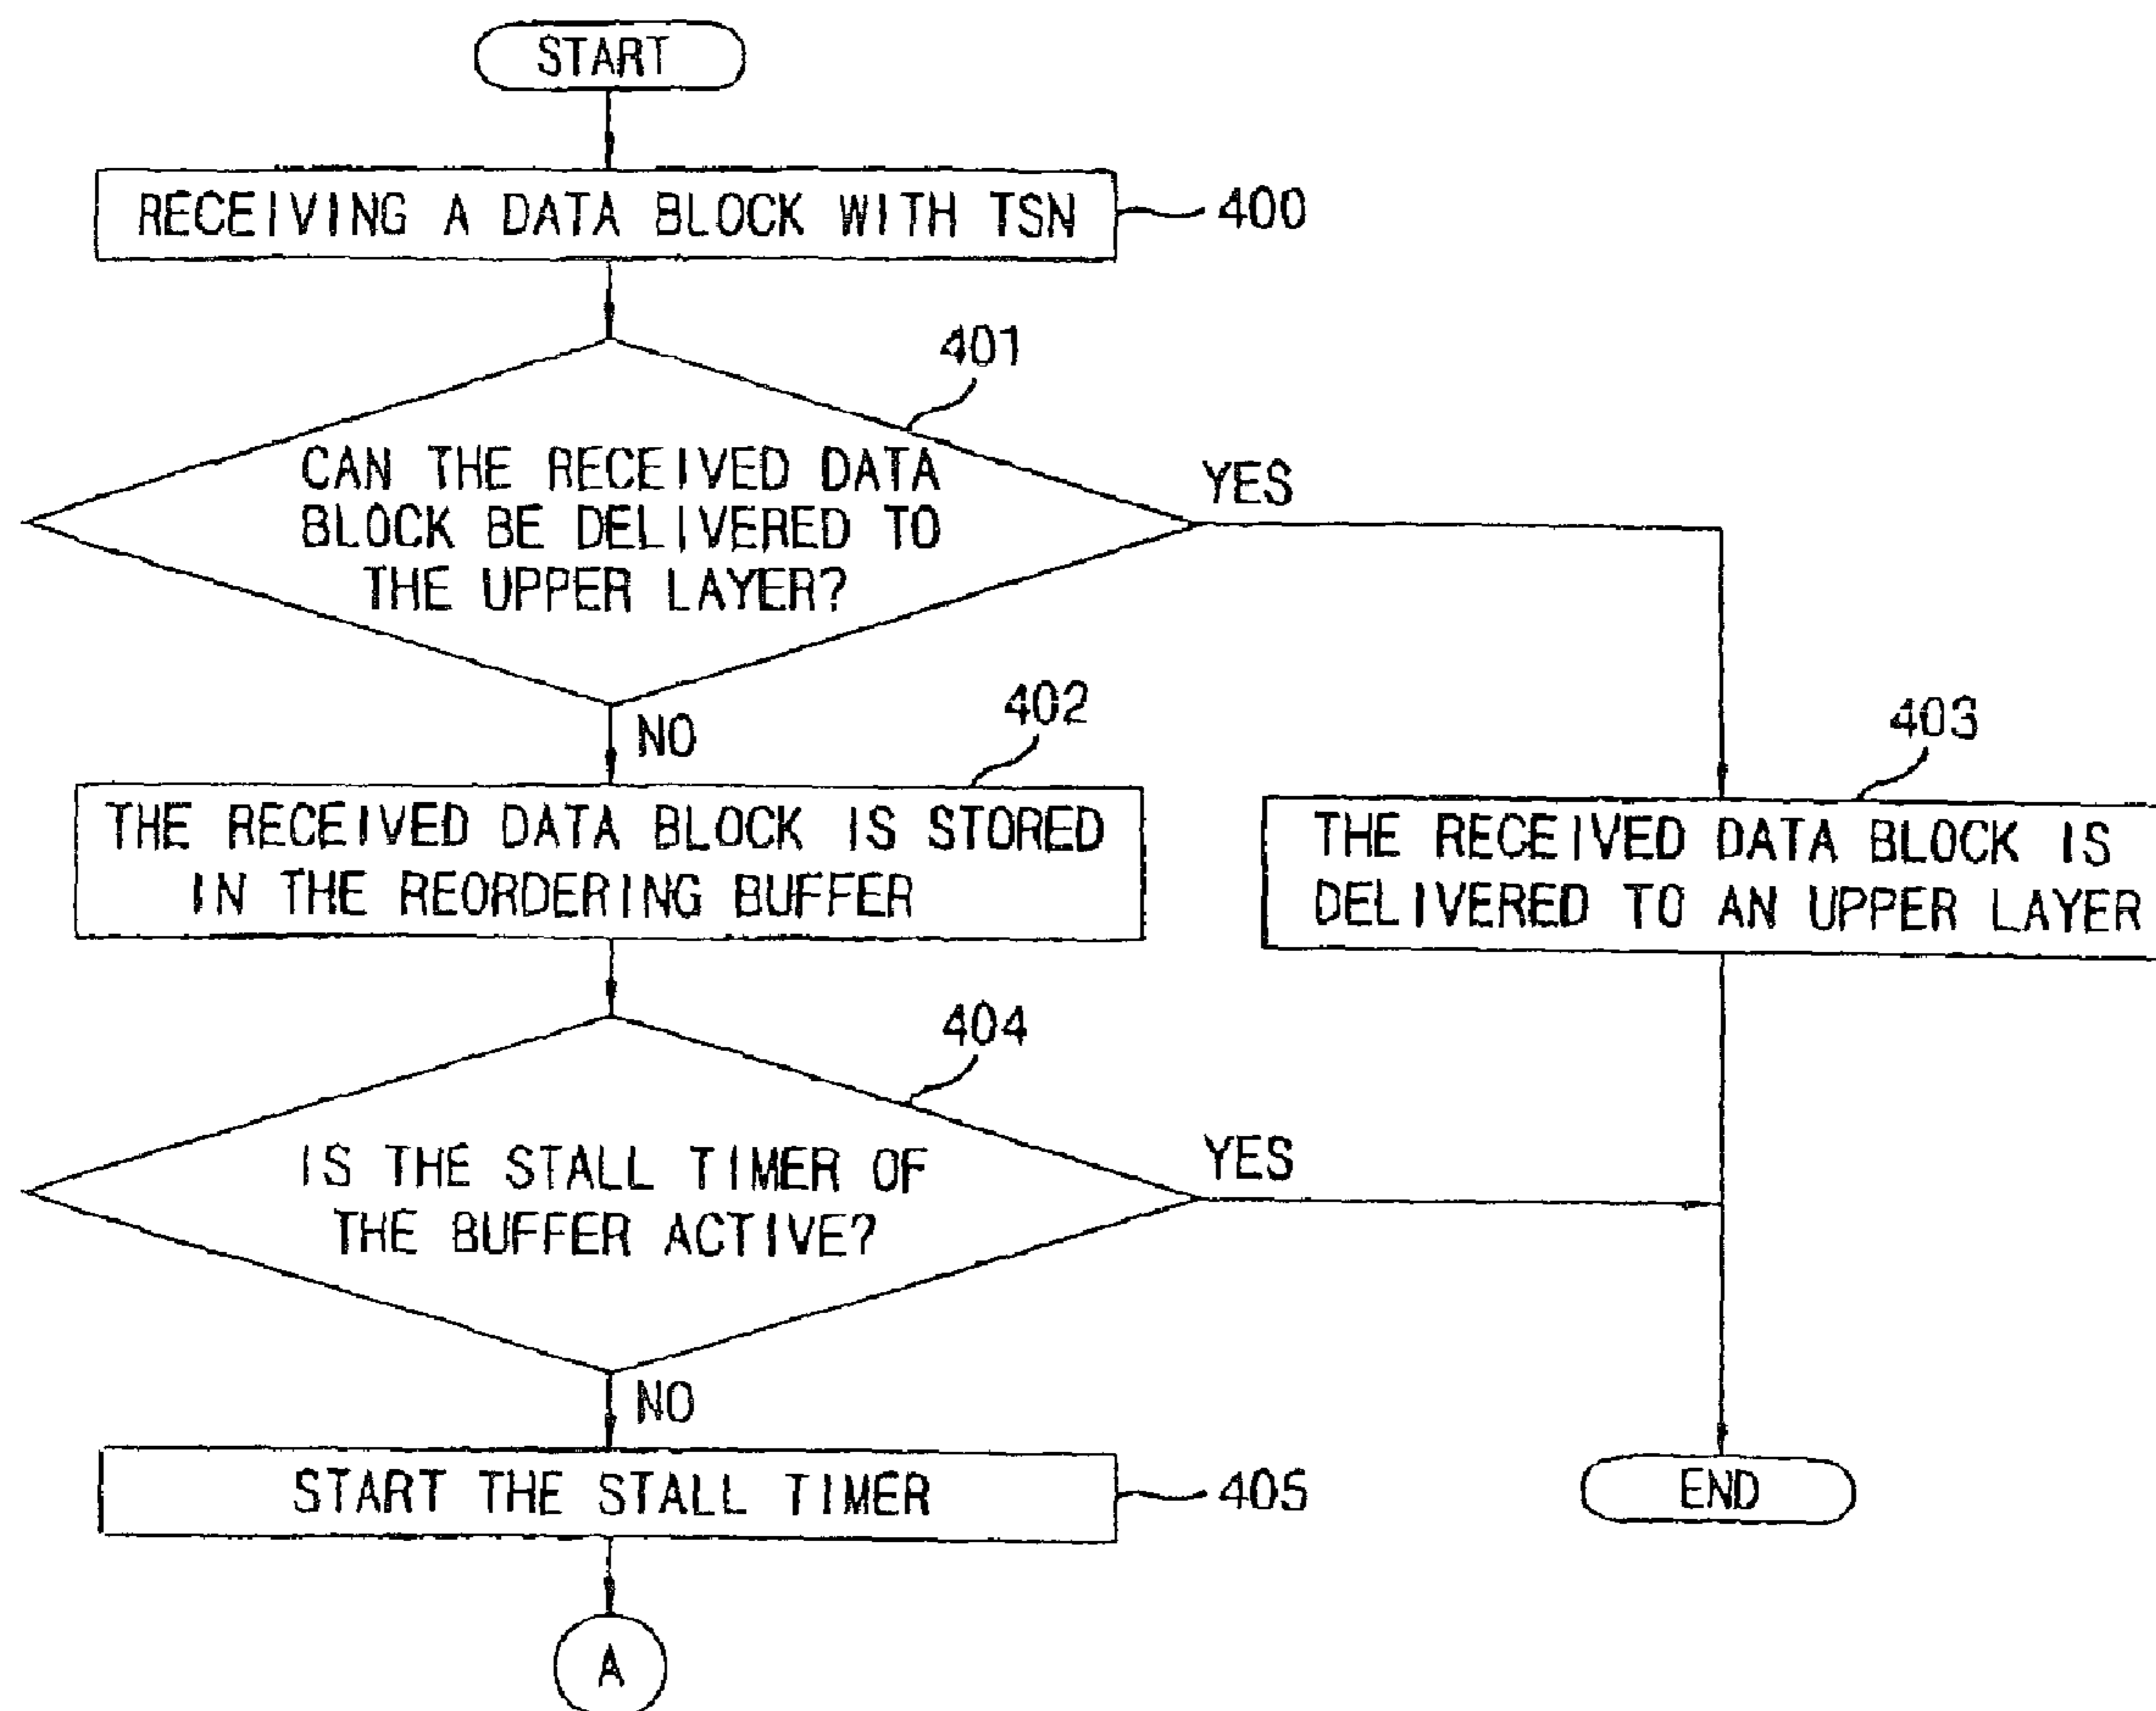 START
RECEIVING A DATA BLOCK WITH TSN
400
401
CAN THE RECEIVED DATA
BLOCK BE DELIVERED TO
THE UPPER LAYER?
YES
NO
402
THE RECEIVED DATA BLOCK IS STORED
IN THE REORDERING BUFFER
403
THE RECEIVED DATA BLOCK IS
DELIVERED TO AN UPPER LAYER
404
IS THE STALL TIMER OF
THE BUFFER ACTIVE?
YES
NO
START THE STALL TIMER
405
END
A